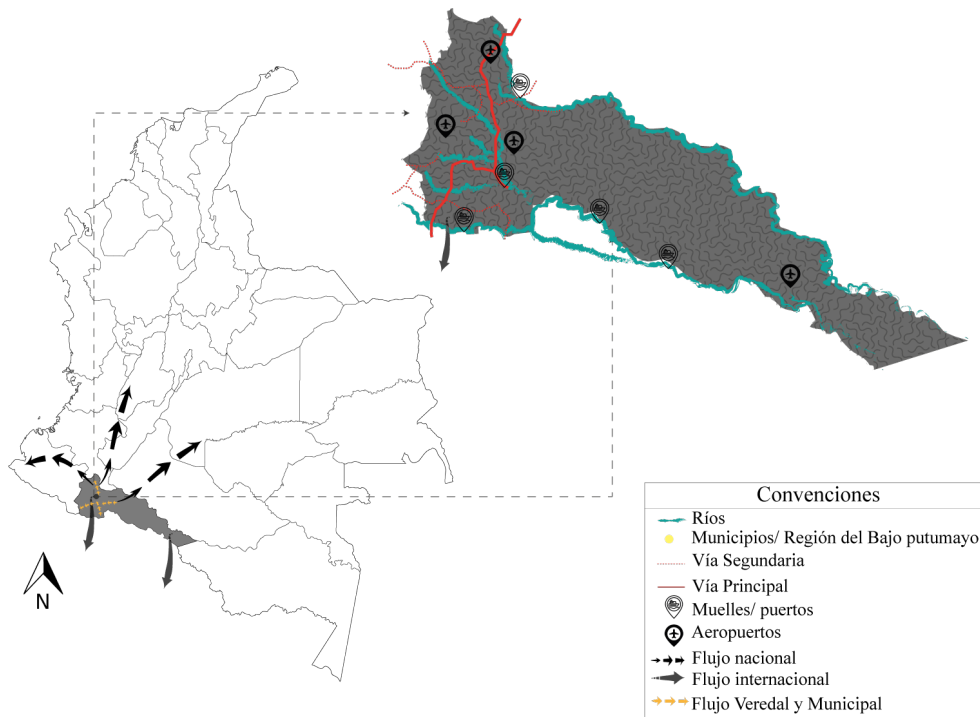 N
Convenciones
Ríos
Municipios/ Región del Bajo putumayo
Vía Segundaria
Vía Principal
Muelles/ puertos
Aeropuertos
Flujo nacional
Flujo internacional
Flujo Veredal y Municipal